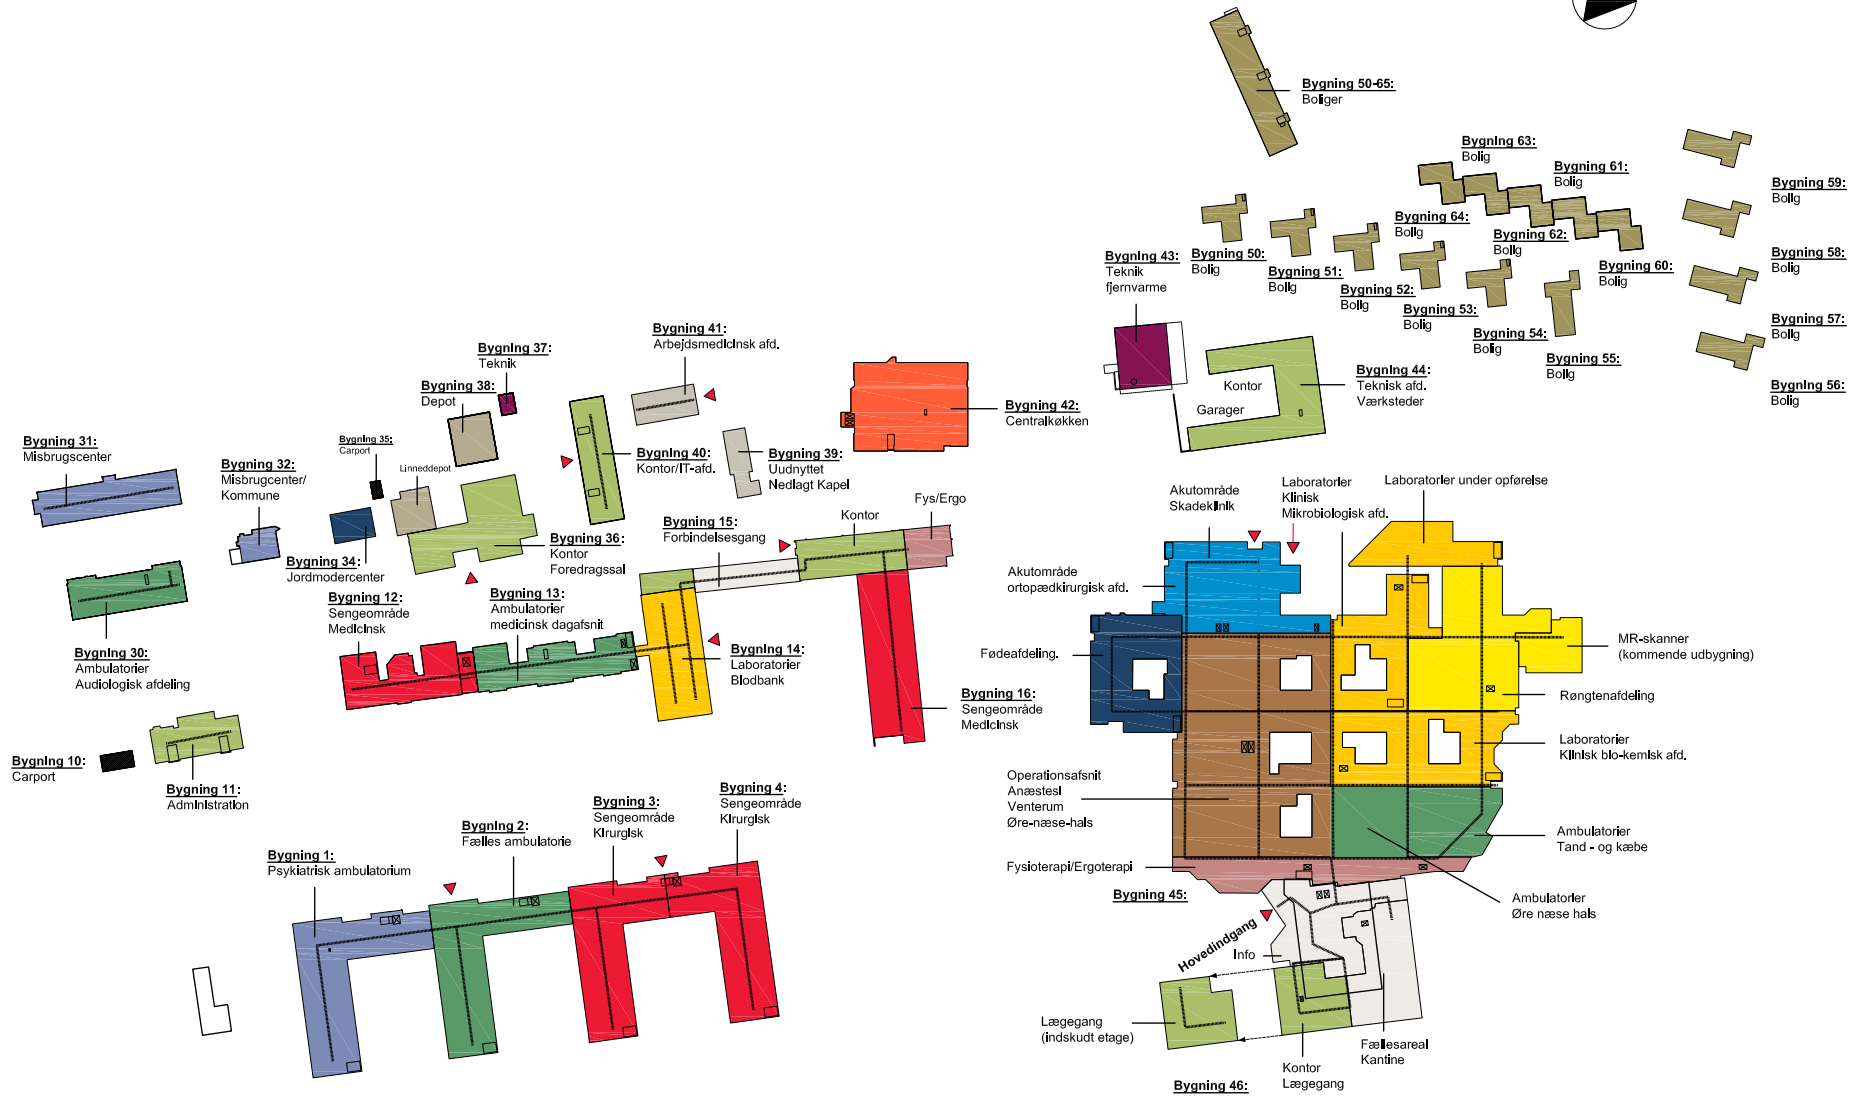 Bygning 50-65:
Boliger
Bygning 63:
Bolig
Bygning 61:
Bolig
Bygning 59:
Bolig
Bygning 64:
Bolig
Bygning 62:
Bolig
Bygning 60:
Bolig
Bygning 58:
Bolig
Bygning 43:
Teknik
fjernvarme
Bygning 50:
Bolig
Bygning 51:
Bolig
Bygning 52:
Bolig
Bygning 53:
Bolig
Bygning 54:
Bolig
Bygning 55:
Bolig
Bygning 57:
Bolig
Bygning 56:
Bolig
Bygning 41:
Arbejdsmedicinsk afd.
Bygning 37:
Teknik
Bygning 38:
Depot
Bygning 42:
Centralkøkken
Kontor
Garager
Bygning 44:
Teknisk afd.
Værksteder
Bygning 31:
Misbrugscenter
Bygning 32:
Misbrugcenter/
Kommune
Bygning 35:
Carport
Linneddepot
Bygning 40:
Kontor/IT-afd.
Bygning 39:
Uudnyttet
Nedlagt Kapel
Bygning 34:
Jordmodercenter
Bygning 36:
Kontor
Foredragssal
Bygning 15:
Forbindelsesgang
Kontor
Fys/Ergo
Akutområde
Skadeklinik
Laboratorier
Klinisk
Mikrobiologisk afd.
Laboratorier under opførelse
Akutområde
ortopædkirurgisk afd.
Bygning 12:
Sengeområde
Medicinsk
Bygning 13:
Ambulatorier
medicinsk dagafsnit
Bygning 30:
Ambulatorier
Audiologisk afdeling
Bygning 14:
Laboratorier
Blodbank
Bygning 16:
Sengeområde
Medicinsk
Fødeafdeling.
MR-skanner
(kommende udbygning)
Røngtenafdeling
Laboratorier
Klinisk bio-kemisk afd.
Bygning 10:
Carport
Bygning 11:
Administration
Operationsafsnit
Anæstesi
Venterum
Øre-næse-hals
Ambulatorier
Tand - og kæbe
Bygning 1:
Psykiatrisk ambulatorium
Bygning 2:
Fælles ambulatorie
Bygning 3:
Sengeområde
Kirurgisk
Bygning 4:
Sengeområde
Kirurgisk
Fysioterapi/Ergoterapi
Bygning 45:
Ambulatorier
Øre næse hals
Hovedindgang
Info
Lægegang
(indskudt etage)
Fællesareal
Kantine
Kontor
Lægegang
Bygning 46: